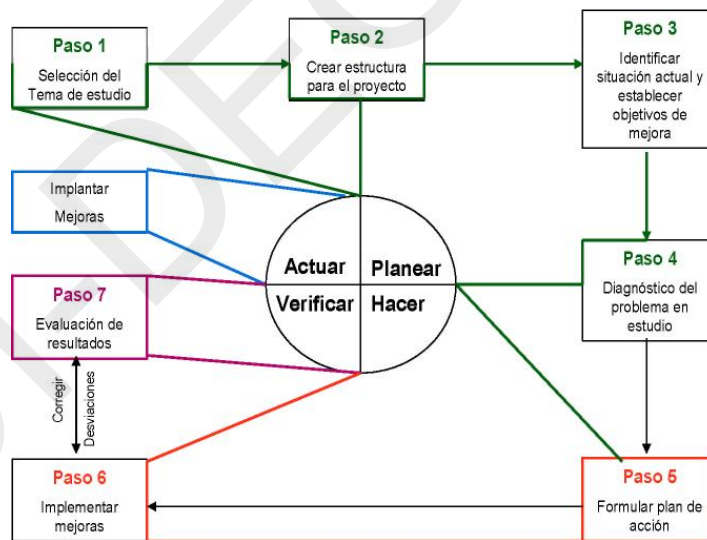 Paso 1
Selección del
Tema de estudio
Paso 2
Crear estructura
para el proyecto
Paso 3
Identificar
situación actual y
establecer
objetivos de
mejora
Implantar
Mejoras
Actuar
Planear
Verificar
Hacer
Paso 4
Diagnóstico del
problema en
estudio
Paso 7
Evaluación de
resultados
Corregir
Desviaciones
Paso 6
Implementar
mejoras
Paso 5
Formular plan de
acción